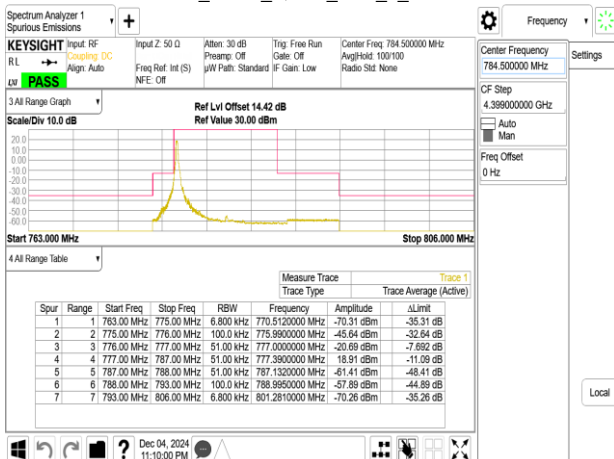 Spectrum Analyzer 1
Spurious Emissions
Frequency
KEYSIGHT Input: RF Input Z: 50 Ω Atten: 30 dB Trig: Free Run Center Freq: 784.500000 MHz
RL Coupling: DC Preamp: Off Gate: Off Avg|Hold: 100/100
Align: Auto Freq Ref: Int (S) µW Path: Standard IF Gain: Low Radio Std: None
NFE: Off
PASS
Center Frequency
784.500000 MHz
Settings
CF Step
4.399000000 GHz
Auto
Man
Freq Offset
0 Hz
Local
3 All Range Graph
Ref Lvl Offset 14.42 dB
Scale/Div 10.0 dB Ref Value 30.00 dBm
20.0
10.0
0.00
-10.0
-20.0
-30.0
-40.0
-50.0
-60.0
Start 763.000 MHz Stop 806.000 MHz
4 All Range Table
Measure Trace Trace 1
Trace Type Trace Average (Active)
Spur Range Start Freq Stop Freq RBW Frequency Amplitude ΔLimit
1 1 763.00 MHz 775.00 MHz 6.800 kHz 770.5120000 MHz -70.31 dBm -35.31 dB
2 2 775.00 MHz 776.00 MHz 100.0 kHz 775.9900000 MHz -45.64 dBm -32.64 dB
3 3 776.00 MHz 777.00 MHz 51.00 kHz 777.0000000 MHz -20.69 dBm -7.692 dB
4 4 777.00 MHz 787.00 MHz 51.00 kHz 777.3900000 MHz 18.91 dBm -11.09 dB
5 5 787.00 MHz 788.00 MHz 51.00 kHz 787.1320000 MHz -61.41 dBm -48.41 dB
6 6 788.00 MHz 793.00 MHz 100.0 kHz 788.9950000 MHz -57.89 dBm -44.89 dB
7 7 793.00 MHz 806.00 MHz 6.800 kHz 801.2810000 MHz -70.26 dBm -35.26 dB
Dec 04, 2024
11:10:00 PM